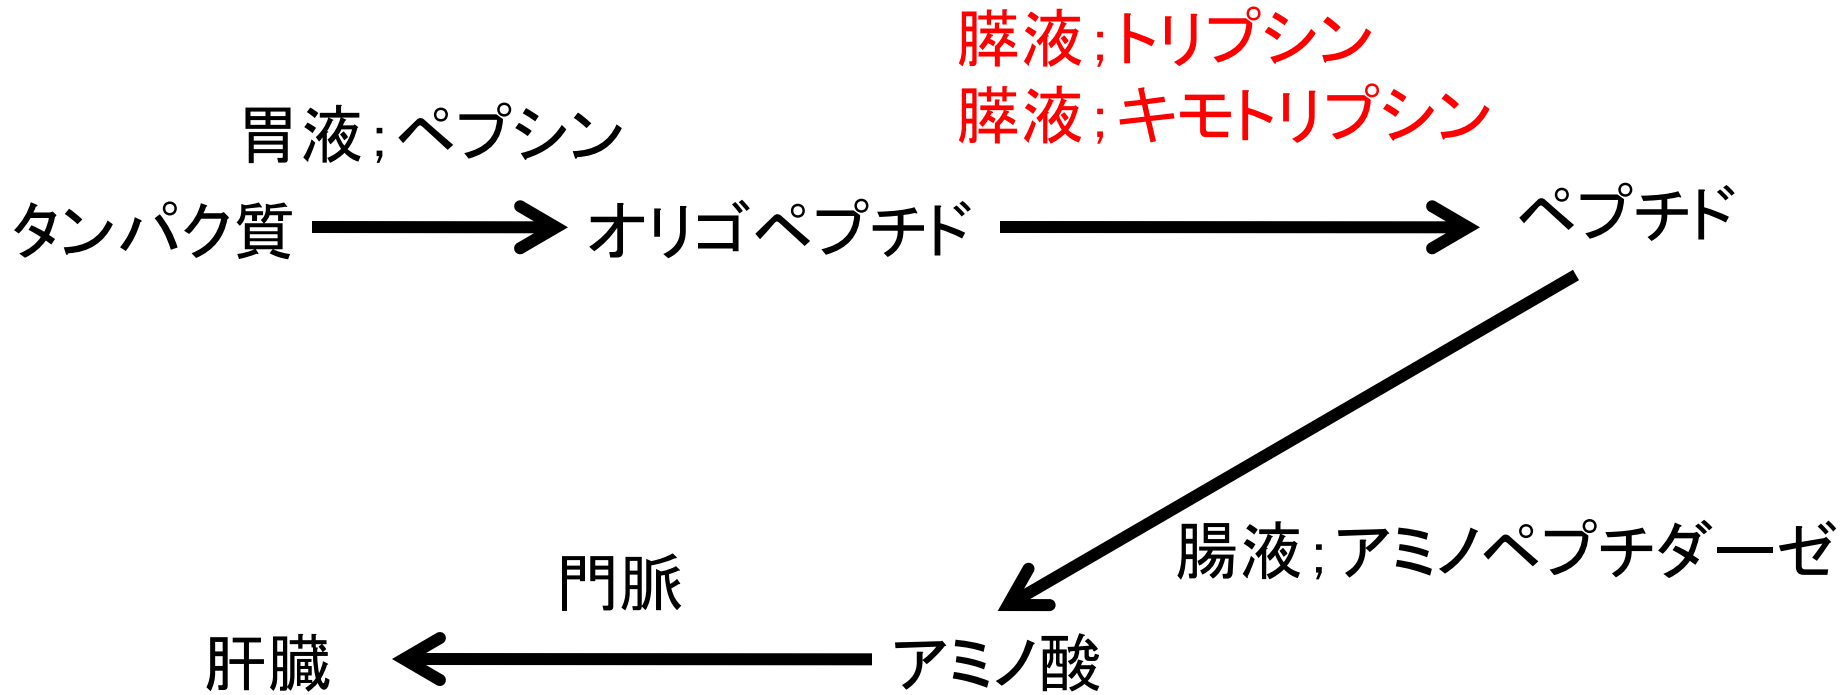 膵液；トリプシン
膵液；キモトリプシン
胃液；ペプシン
タンパク質
オリゴペプチド
ペプチド
腸液；アミノペプチダーゼ
門脈
アミノ酸
肝臓